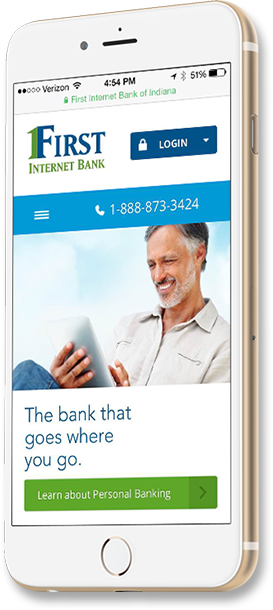 ●●○○○ Verizon 4:54 PM 51%
First Internet Bank of Indiana
1FIRST
INTERNET BANK
LOGIN
1-888-873-3424
The bank that
goes where
you go.
Learn about Personal Banking